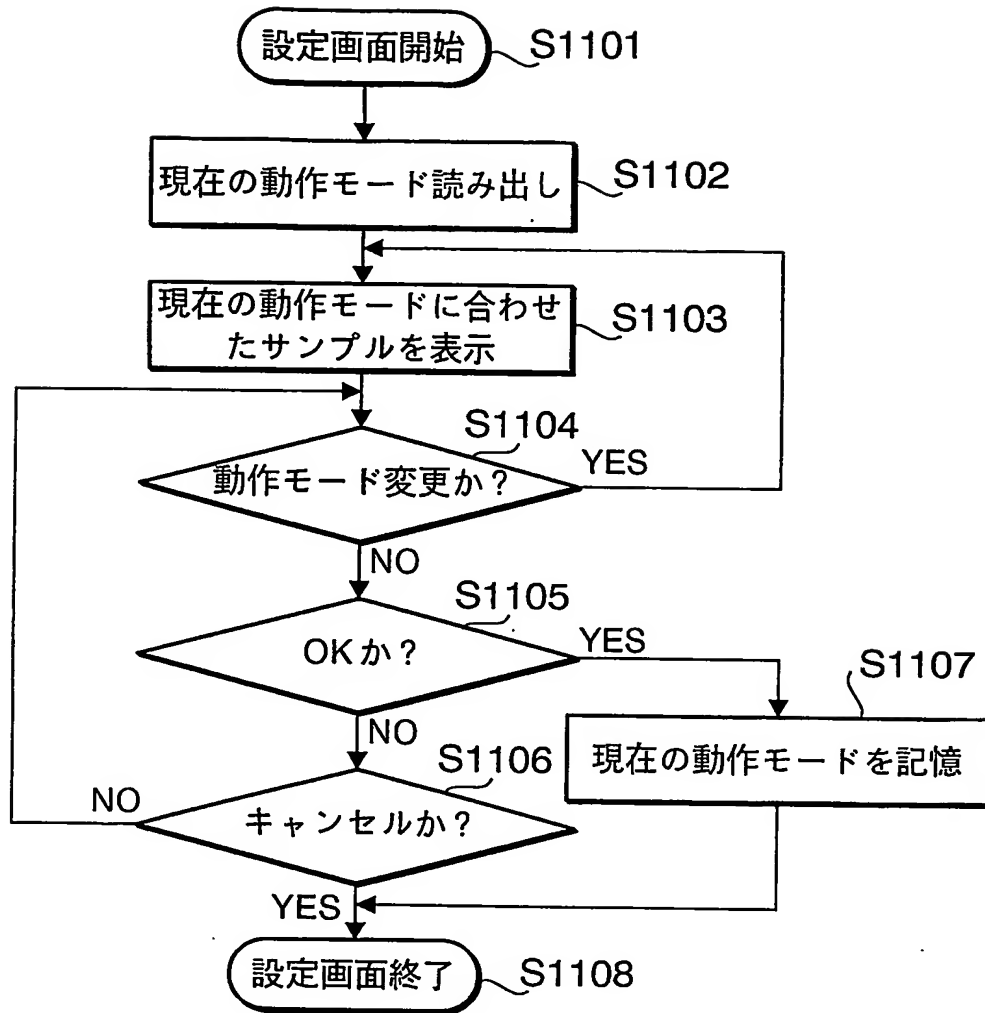 設定画面開始
S1101
現在の動作モード読み出し
S1102
現在の動作モードに合わせ
たサンプルを表示
S1103
S1104
動作モード変更か?
YES
NO
S1105
OKか?
YES
NO
S1107
現在の動作モードを記憶
S1106
キャンセルか?
NO
YES
設定画面終了
S1108